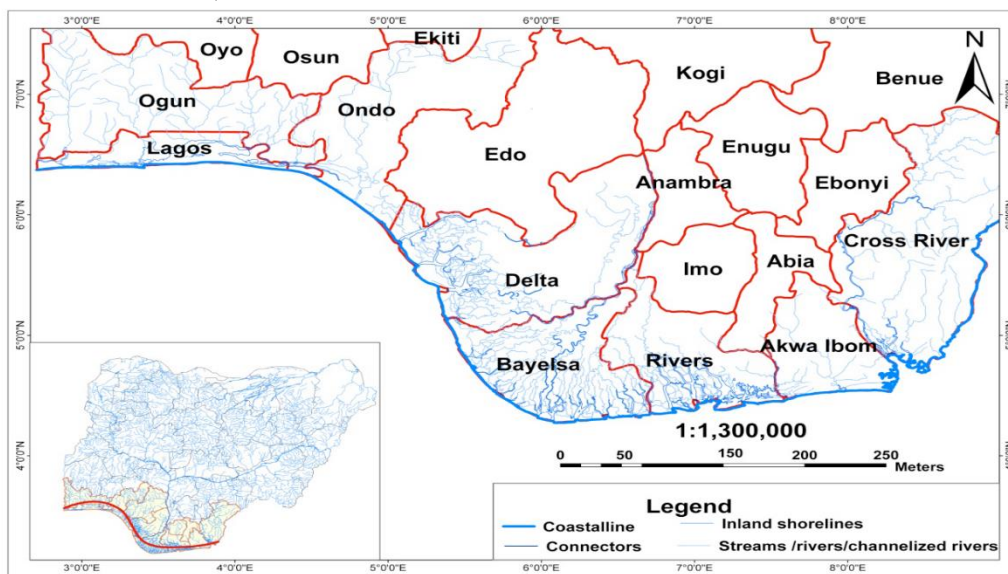 3°0'0"E 4°0'0"E 5°0'0"E 6°0'0"E 7°0'0"E 8°0'0"E
Ekiti
Oyo
Osun
N
Kogi
Benue
7°0'0"N
Ogun
Ondo
Lagos
Edo
Enugu
Anambra
Ebonyi
6°0'0"N
Cross River
Imo
Abia
Delta
5°0'0"N
Akwa Ibom
Bayelsa
Rivers
1:1,300,000
4°0'0"N
0 50 150 200 250
Meters
Legend
Coastalline
Inland shorelines
Connectors
Streams /rivers/channelized rivers
3°0'0"E 4°0'0"E 5°0'0"E 6°0'0"E 7°0'0"E 8°0'0"E